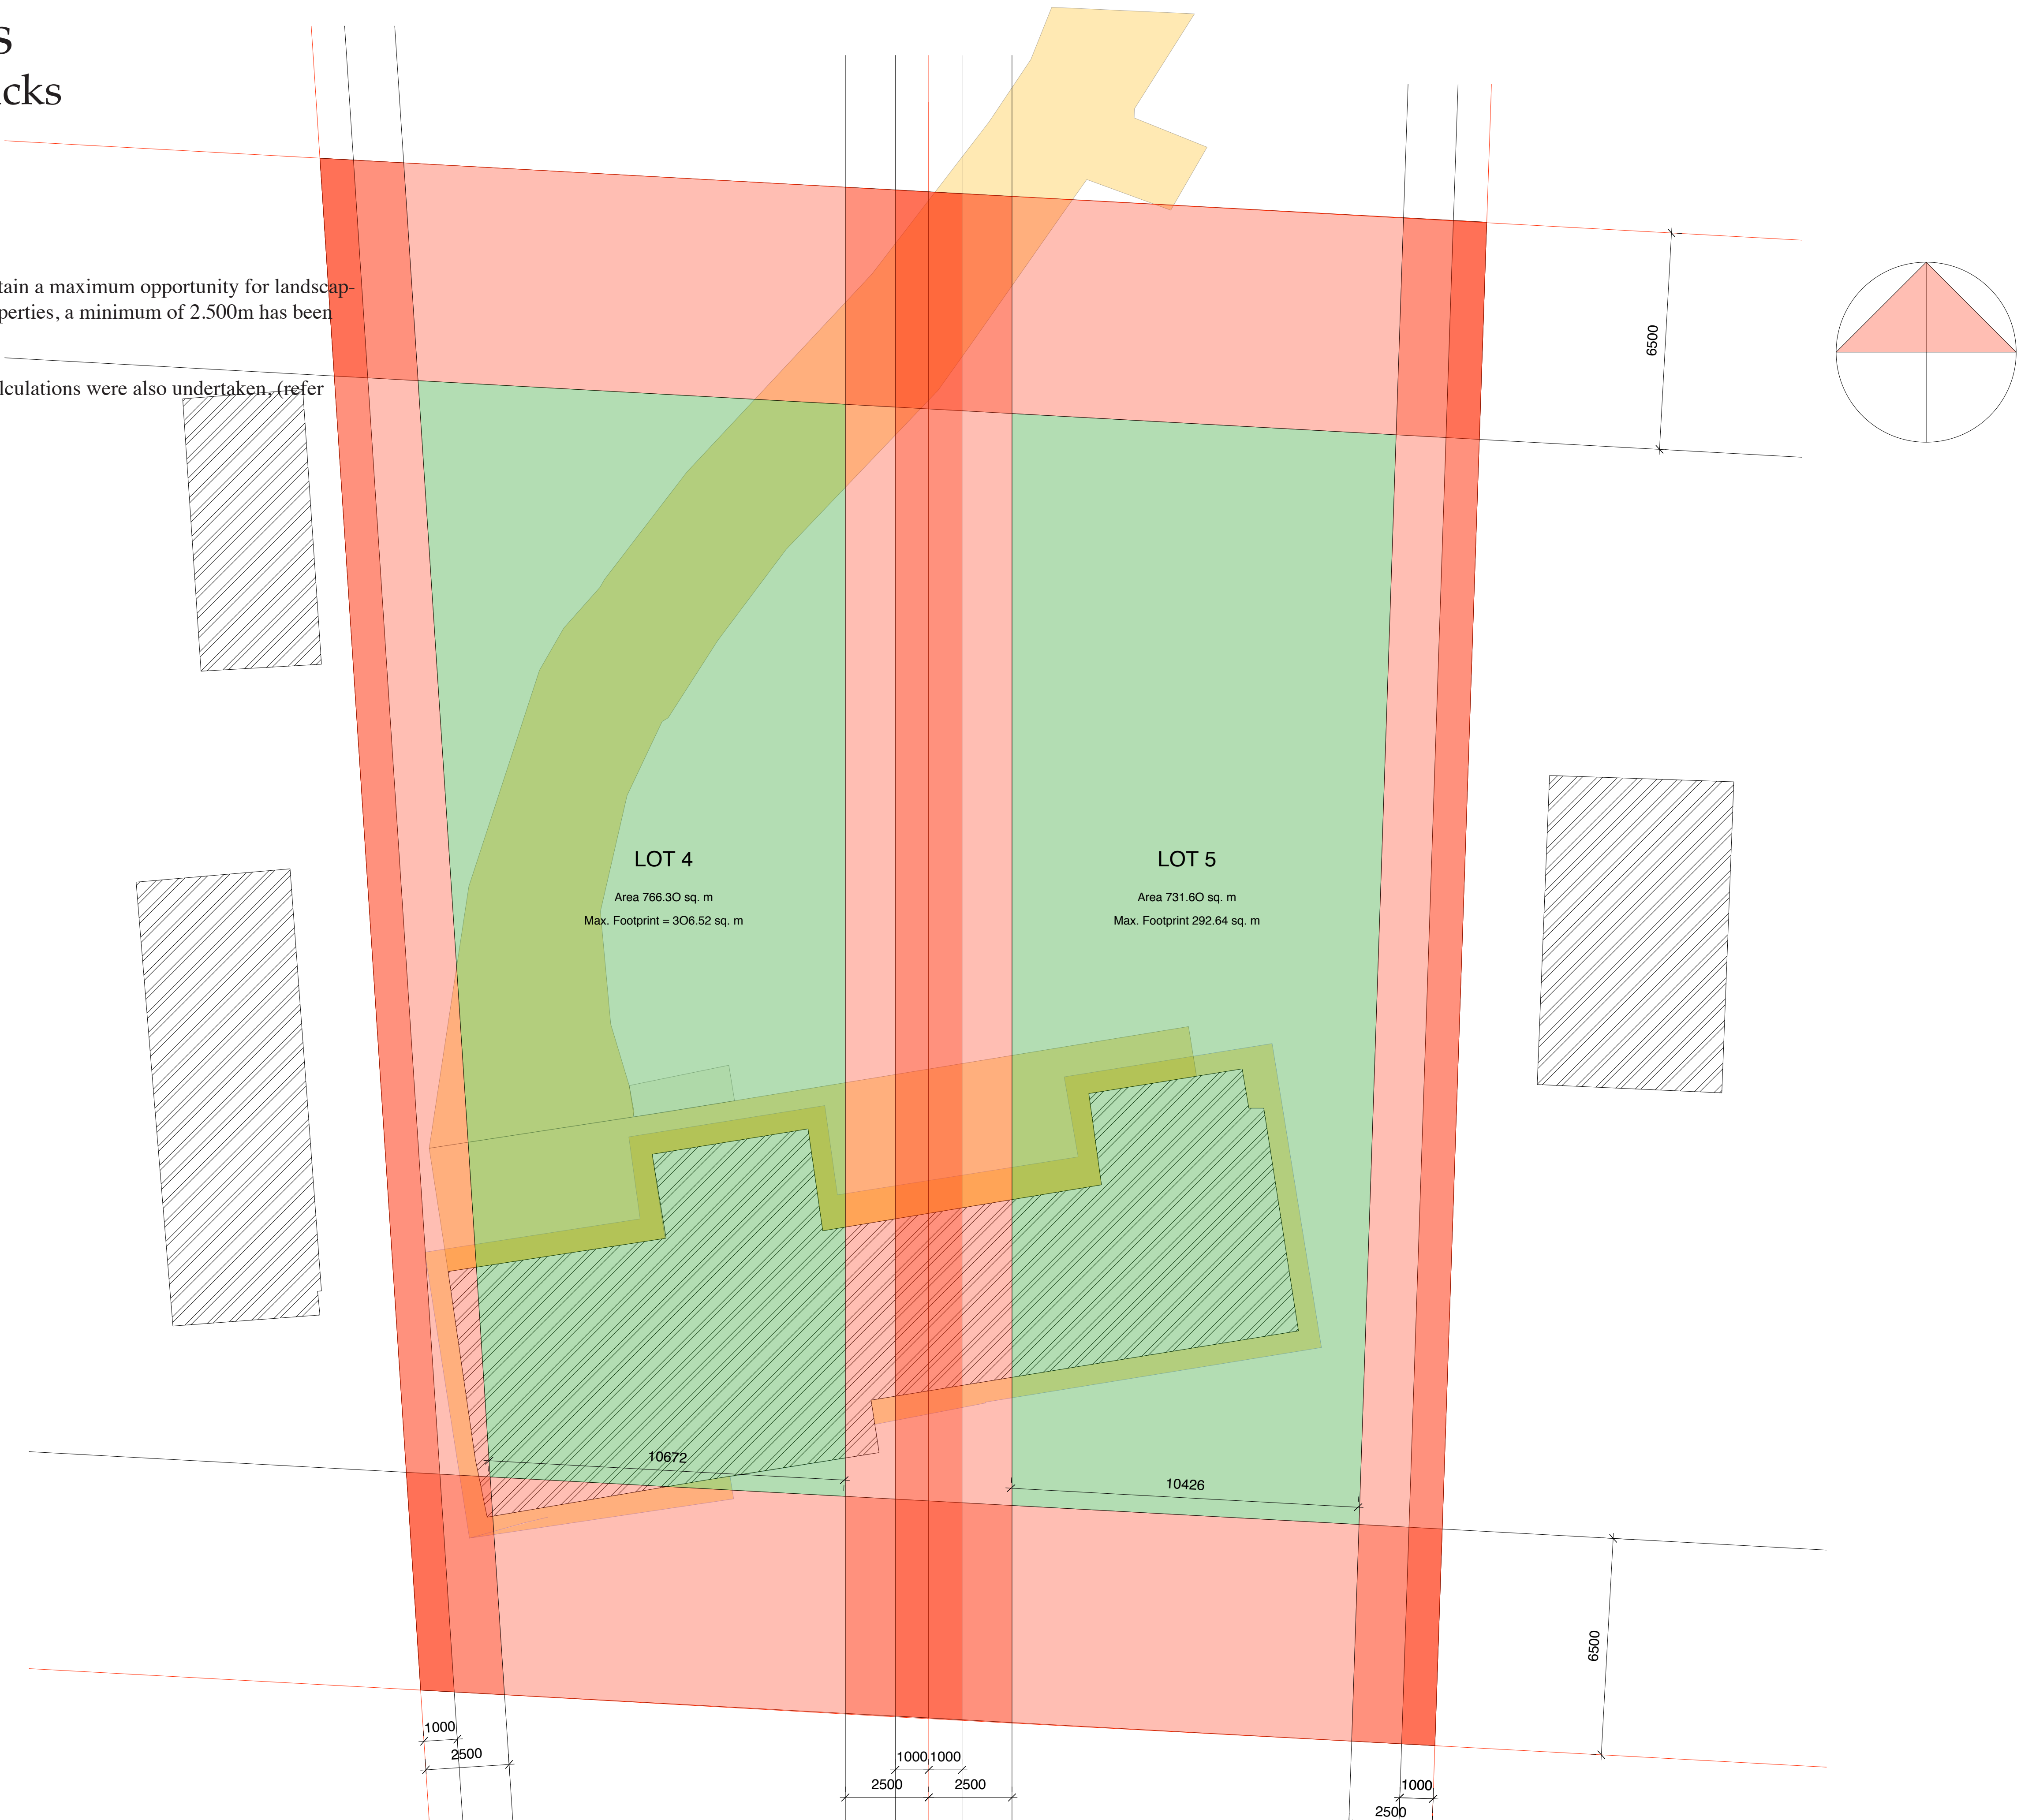 s
cks
tain a maximum opportunity for landscap-
perties, a minimum of 2.500m has been
lculations were also undertaken, (refer
6500
LOT 4
Area 766.3O sq. m
Max. Footprint = 3O6.52 sq. m
LOT 5
Area 731.6O sq. m
Max. Footprint 292.64 sq. m
10672
10426
6500
1000
2500
1000 1000
2500 2500
1000
2500